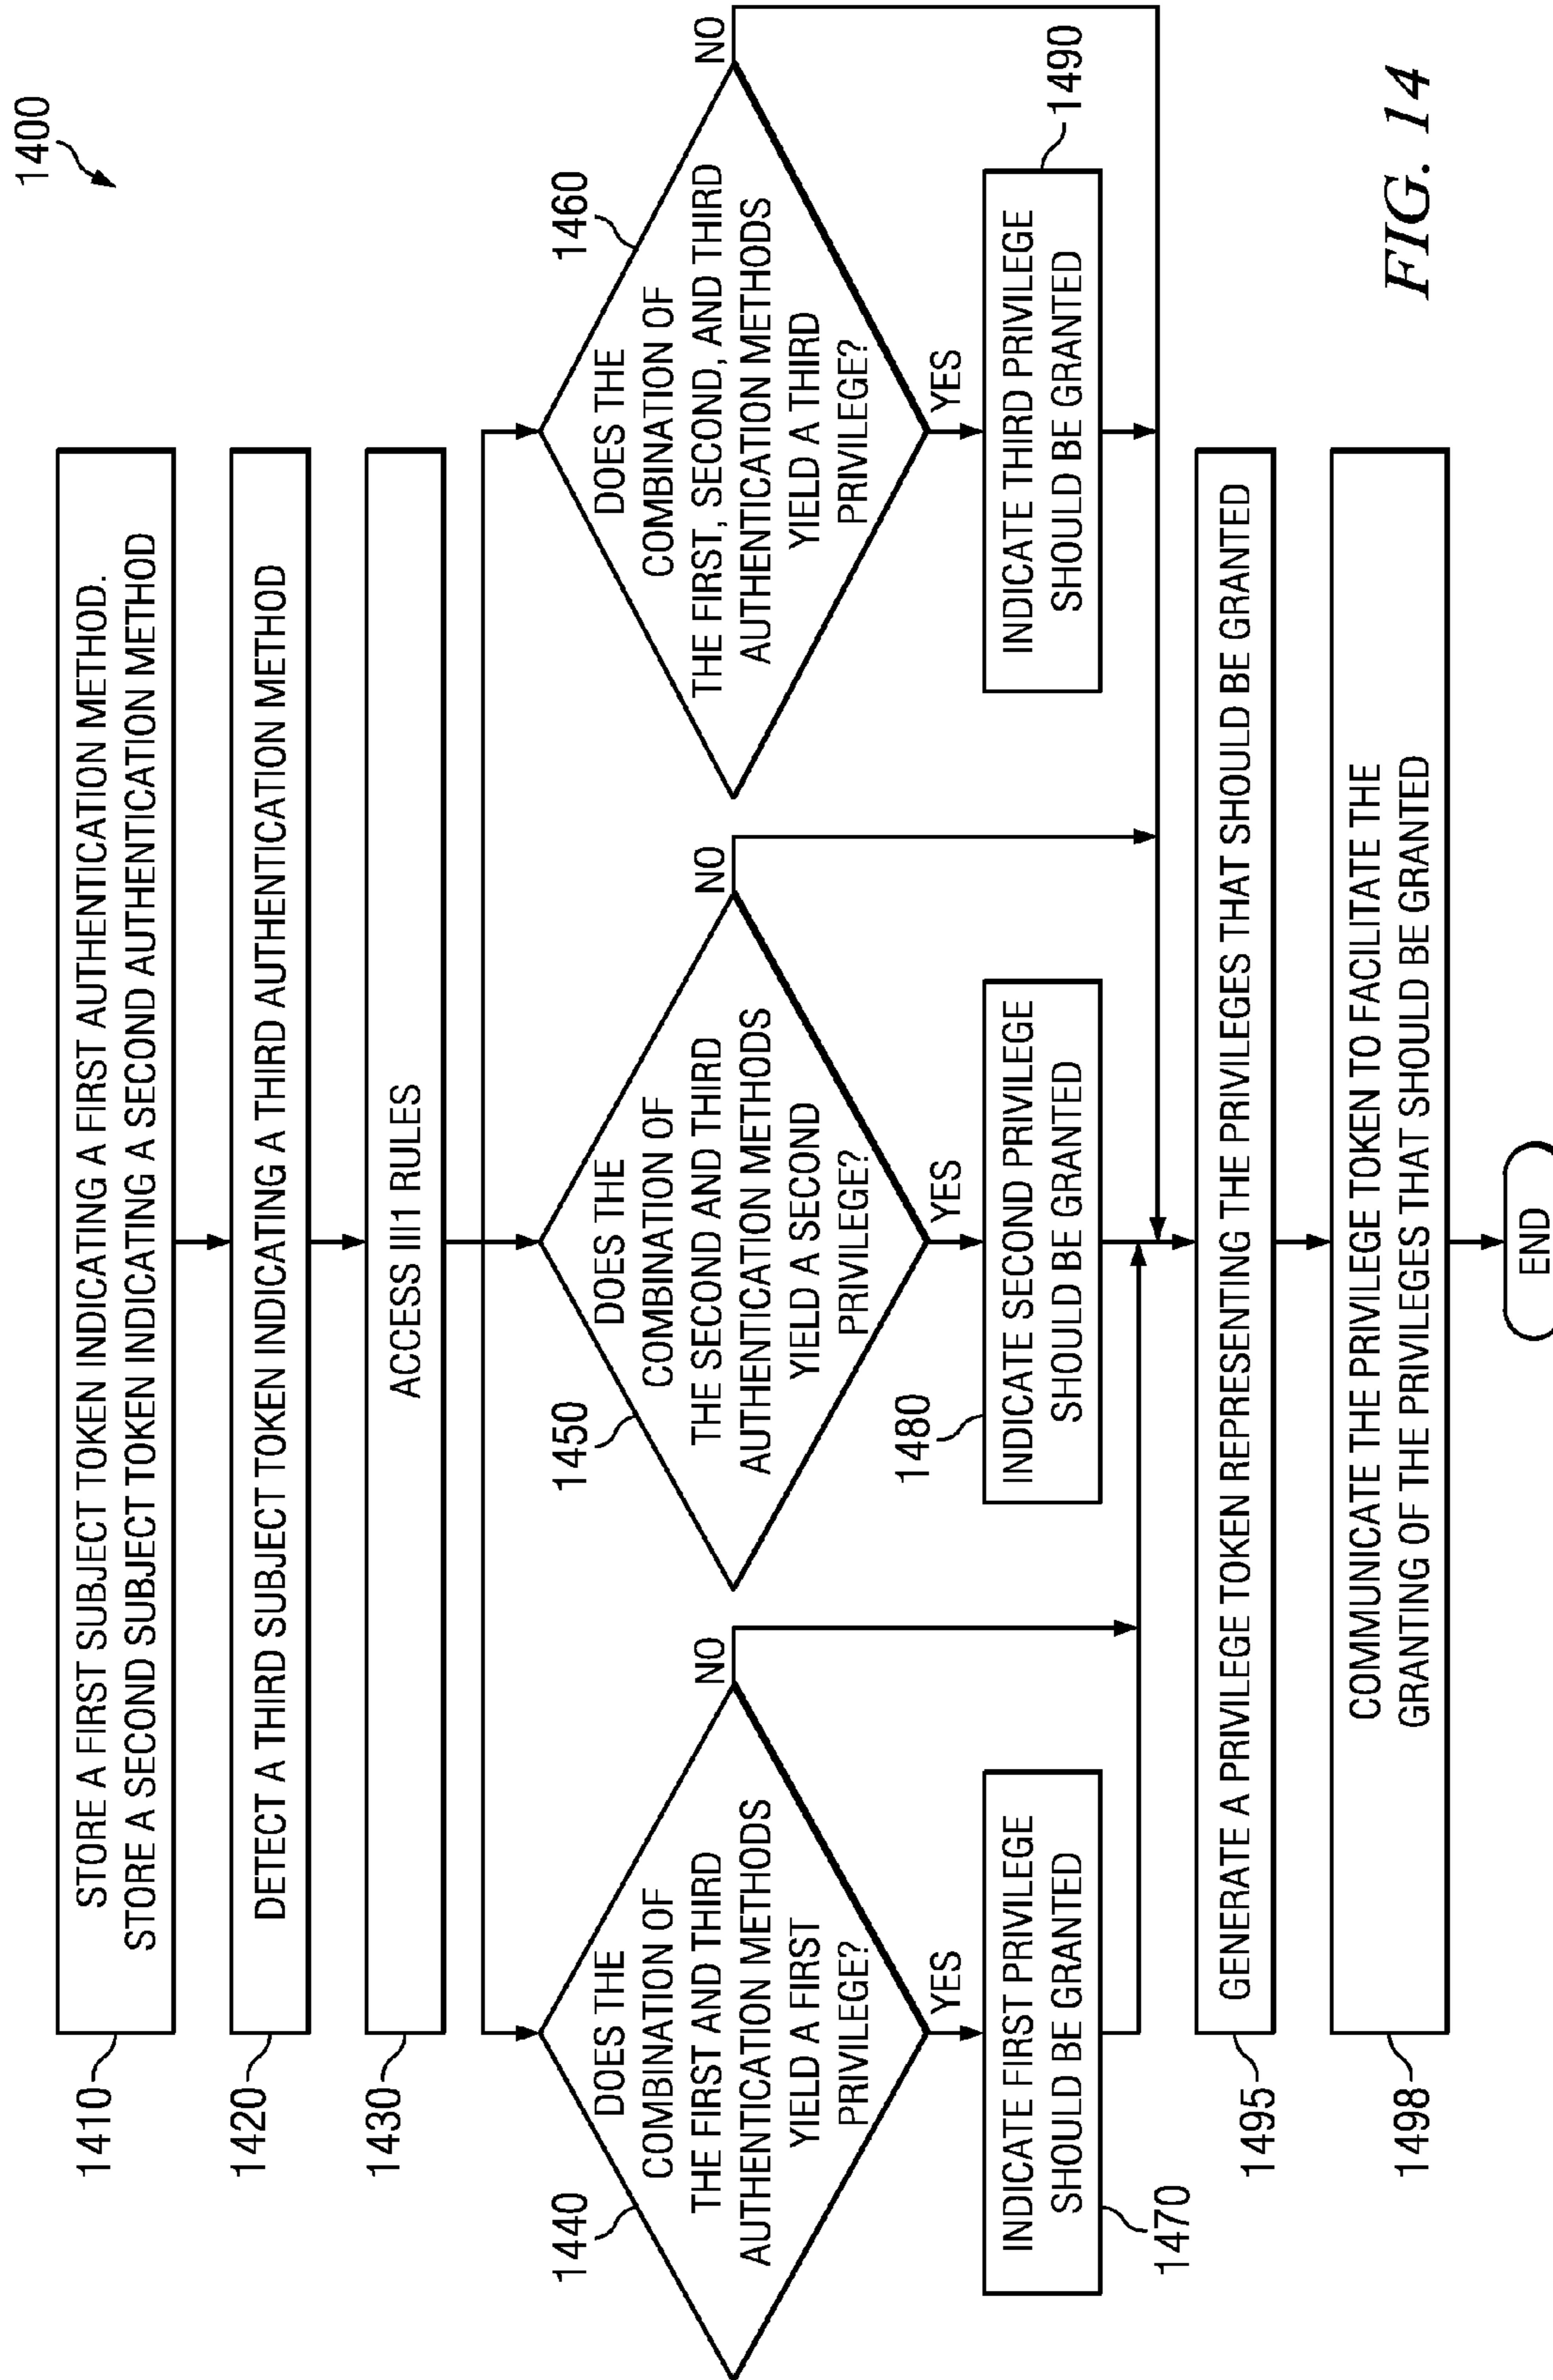 1400
1410
STORE A FIRST SUBJECT TOKEN INDICATING A FIRST AUTHENTICATION METHOD.
STORE A SECOND SUBJECT TOKEN INDICATING A SECOND AUTHENTICATION METHOD
1420
DETECT A THIRD SUBJECT TOKEN INDICATING A THIRD AUTHENTICATION METHOD
1430
ACCESS III1 RULES
1440
DOES THE
COMBINATION OF
THE FIRST AND THIRD
AUTHENTICATION METHODS
YIELD A FIRST
PRIVILEGE?
NO
YES
1450
DOES THE
COMBINATION OF
THE SECOND AND THIRD
AUTHENTICATION METHODS
YIELD A SECOND
PRIVILEGE?
NO
YES
1460
DOES THE
COMBINATION OF
THE FIRST, SECOND, AND THIRD
AUTHENTICATION METHODS
YIELD A THIRD
PRIVILEGE?
NO
YES
1470
INDICATE FIRST PRIVILEGE
SHOULD BE GRANTED
1480
INDICATE SECOND PRIVILEGE
SHOULD BE GRANTED
1490
INDICATE THIRD PRIVILEGE
SHOULD BE GRANTED
1495
GENERATE A PRIVILEGE TOKEN REPRESENTING THE PRIVILEGES THAT SHOULD BE GRANTED
1498
COMMUNICATE THE PRIVILEGE TOKEN TO FACILITATE THE
GRANTING OF THE PRIVILEGES THAT SHOULD BE GRANTED
END
FIG. 14